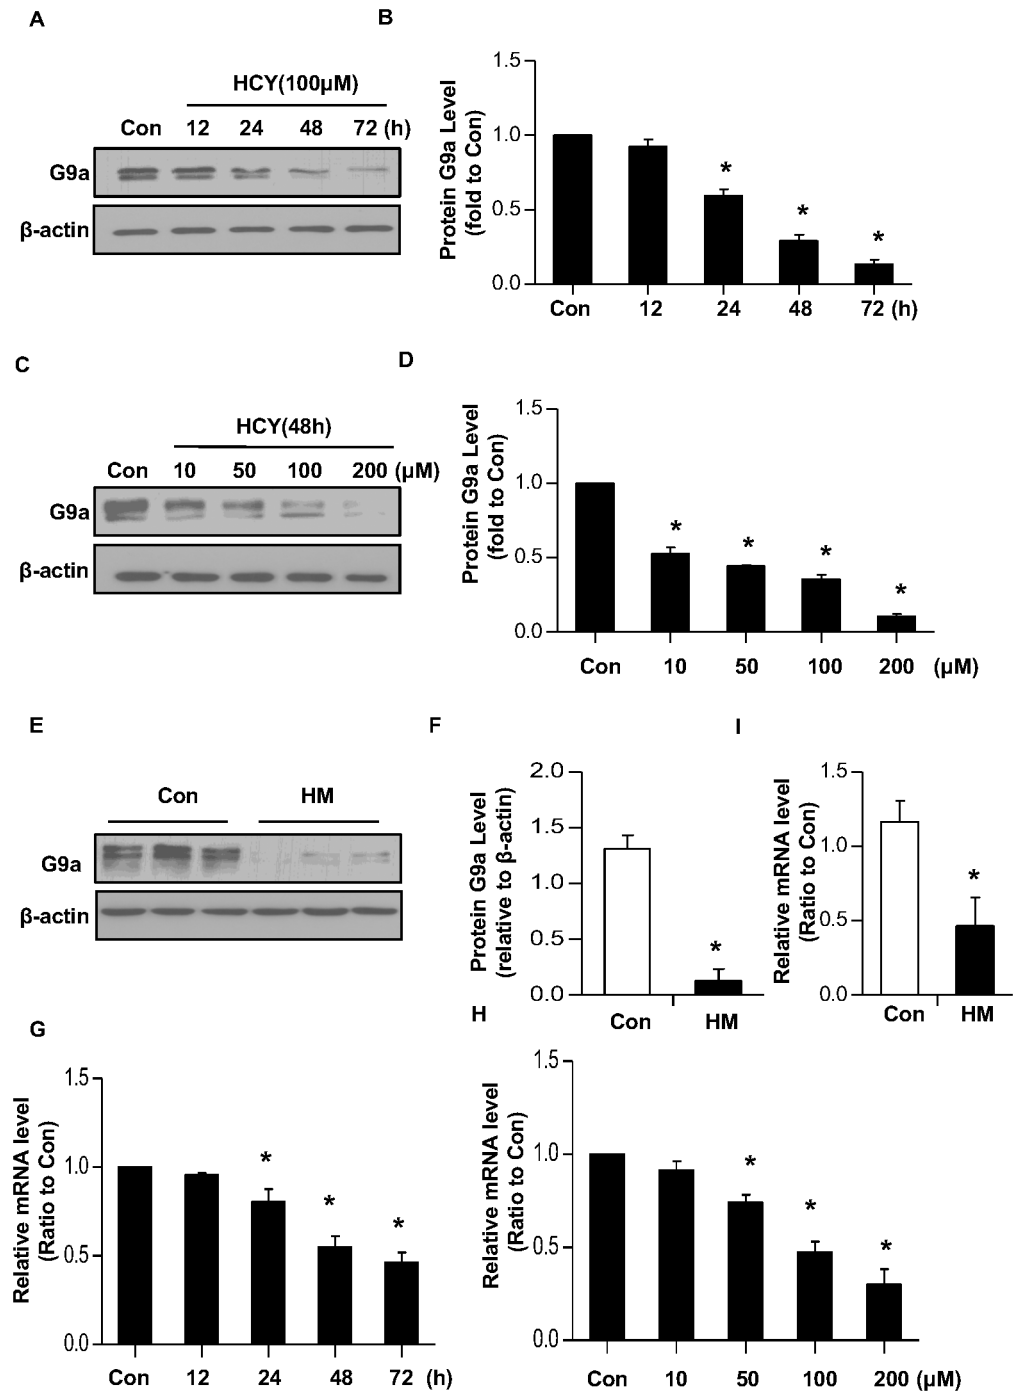 A
HCY(100µM)
Con 12 24 48 72 (h)
G9a
β-actin
B
Protein G9a Level
(fold to Con)
1.5
1.0
0.5
0.0
* * *
Con 12 24 48 72 (h)
C
HCY(48h)
Con 10 50 100 200 (µM)
G9a
β-actin
D
Protein G9a Level
(fold to Con)
1.5
1.0
0.5
0.0
* * * *
Con 10 50 100 200 (µM)
E
Con HM
G9a
β-actin
F
Protein G9a Level
(relative to β-actin)
2.0
1.5
1.0
0.5
0.0
*
Con HM
I
Relative mRNA level
(Ratio to Con)
1.5
1.0
0.5
0.0
*
Con HM
G
Relative mRNA level
(Ratio to Con)
1.5
1.0
0.5
0.0
* * *
Con 12 24 48 72 (h)
H
Relative mRNA level
(Ratio to Con)
1.5
1.0
0.5
0.0
* * *
Con 10 50 100 200 (µM)